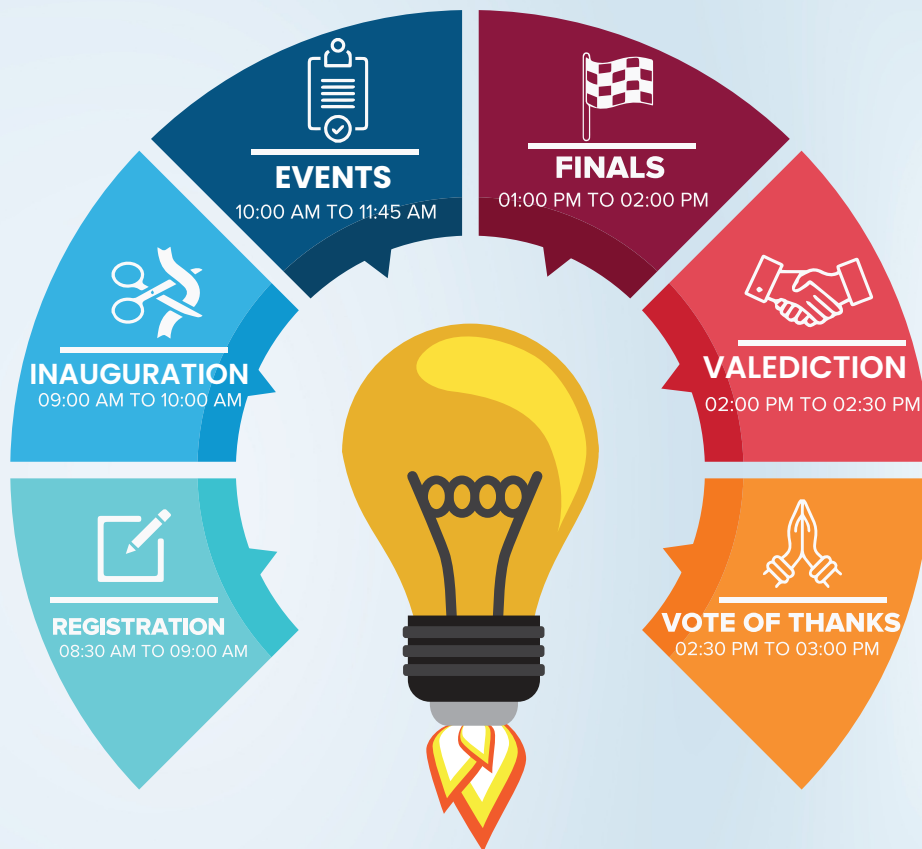 REGISTRATION
08:30 AM TO 09:00 AM
INAUGURATION
09:00 AM TO 10:00 AM
EVENTS
10:00 AM TO 11:45 AM
FINALS
01:00 PM TO 02:00 PM
VALEDICTION
02:00 PM TO 02:30 PM
VOTE OF THANKS
02:30 PM TO 03:00 PM